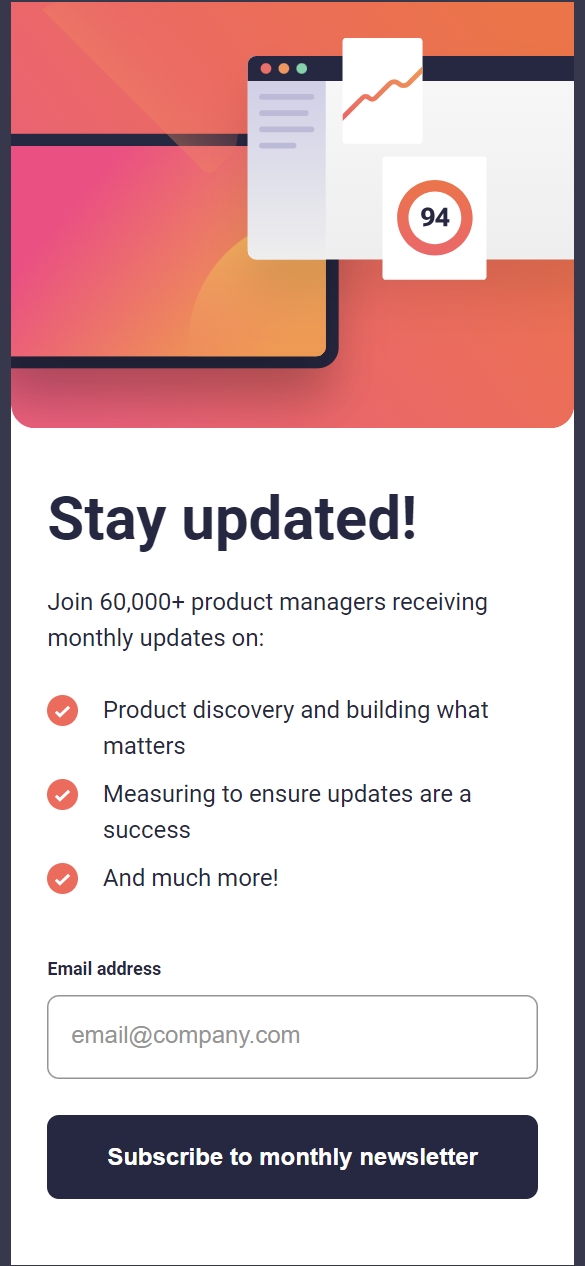 94
Stay updated!
Join 60,000+ product managers receiving
monthly updates on:
Product discovery and building what
matters
Measuring to ensure updates are a
success
And much more!
Email address
email@company.com
Subscribe to monthly newsletter